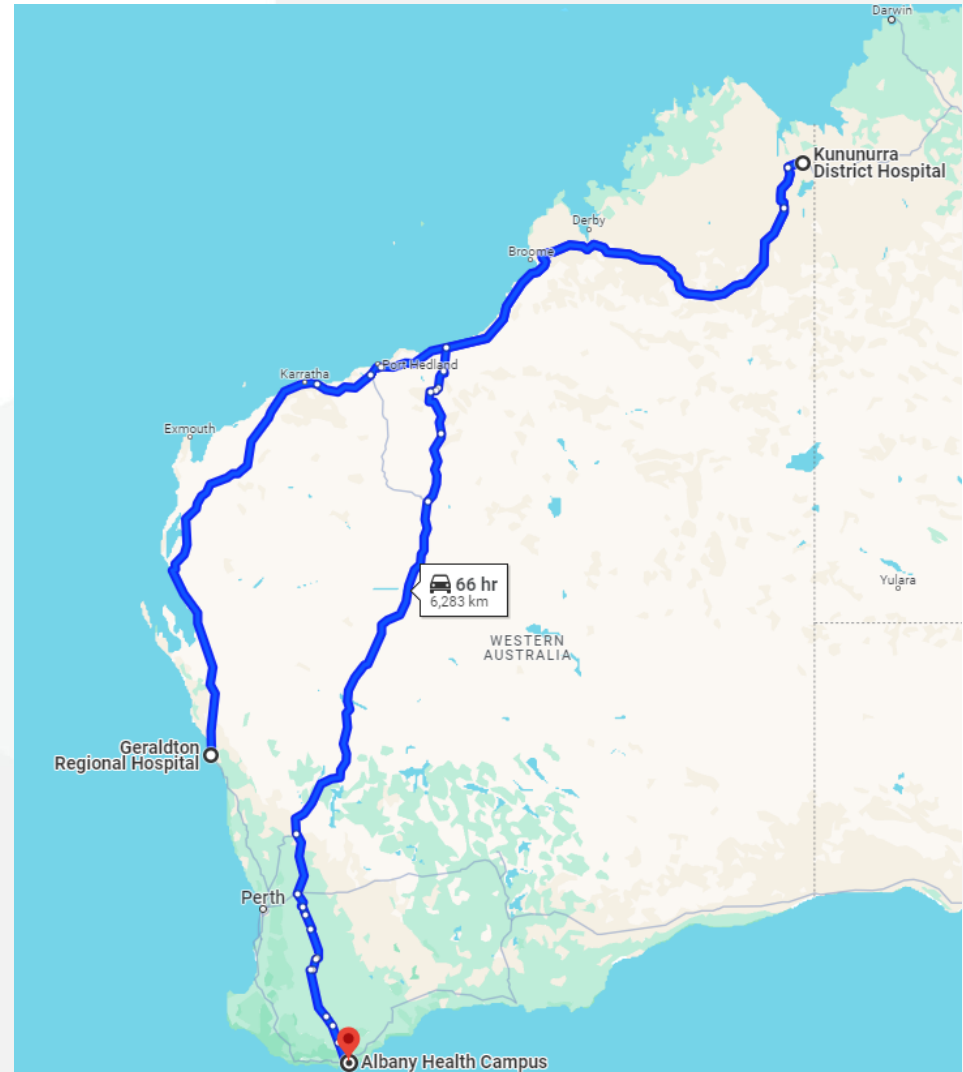 Darwin
Kununurra
District Hospital
Derby
Broome
Port Hedland
Karratha
Exmouth
66 hr
6,283 km
Yulara
WESTERN
AUSTRALIA
Geraldton
Regional Hospital
Perth
Albany Health Campus